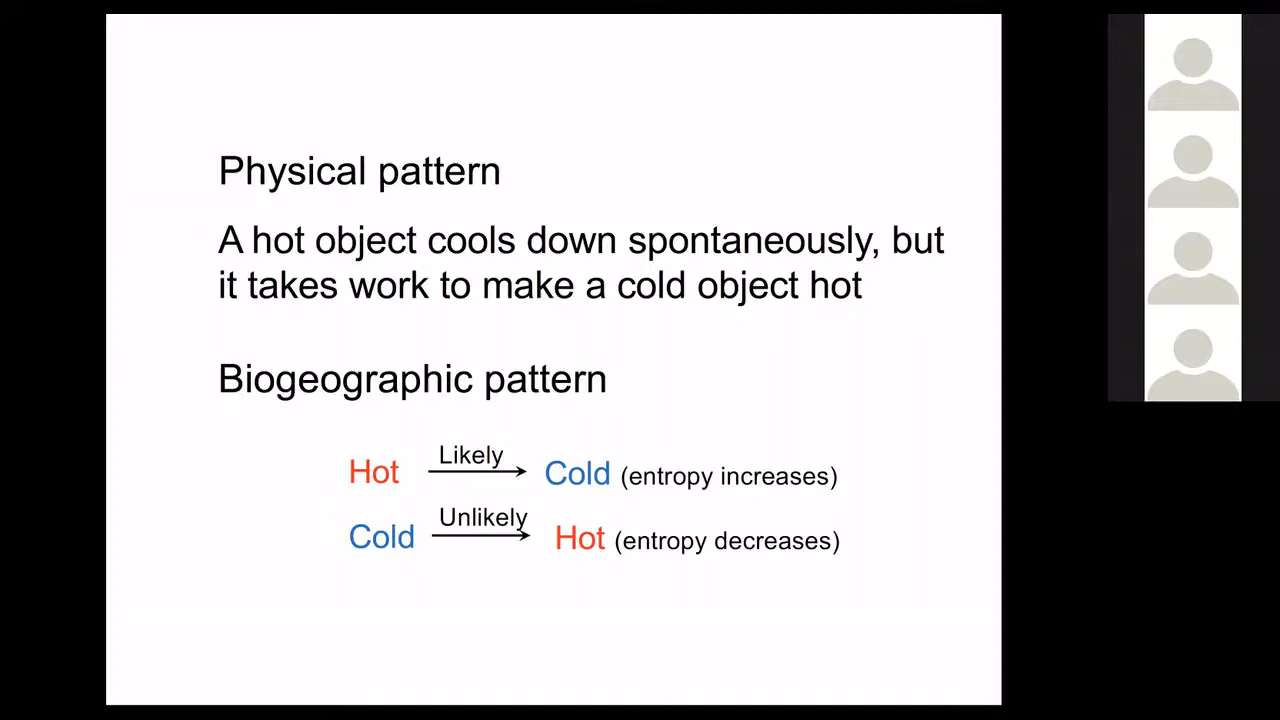 Physical pattern
A hot object cools down spontaneously, but
it takes work to make a cold object hot
Biogeographic pattern
Hot Likely Cold (entropy increases)
Cold Unlikely Hot (entropy decreases)